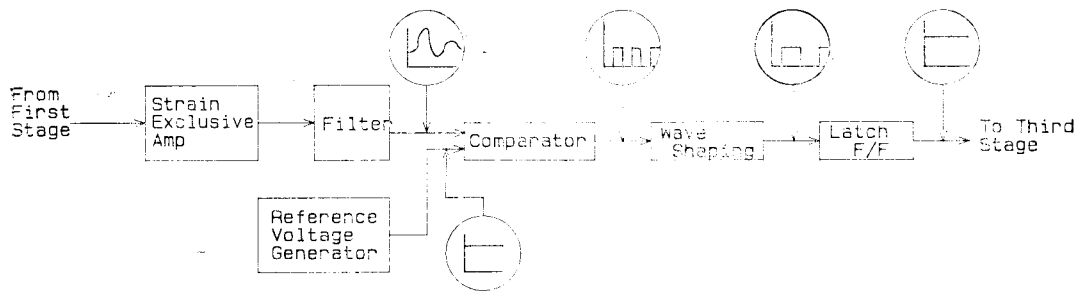 From
First
Stage
Strain
Exclusive
Amp
Filter
Comparator
Wave
Shaping
Latch
F/F
To Third
Stage
Reference
Voltage
Generator